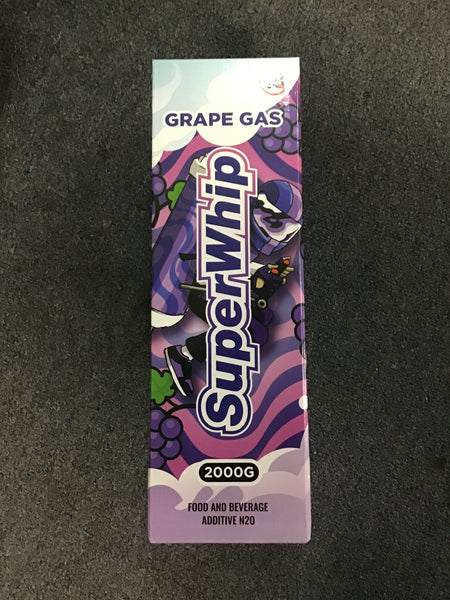 GRAPE GAS
SuperWhip
2000G
FOOD AND BEVERAGE
ADDITIVE N2O